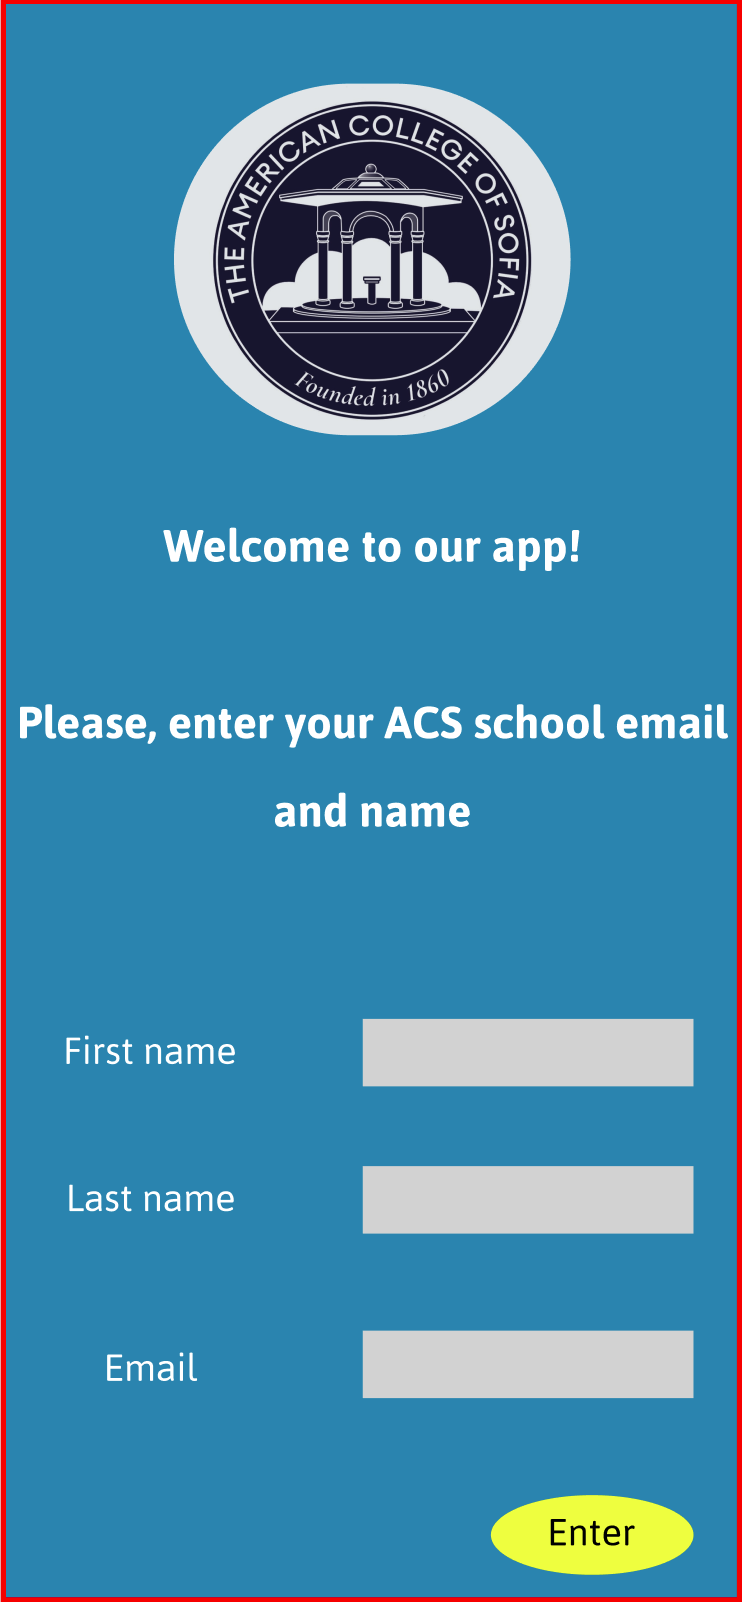 THE AMERICAN COLLEGE OF SOFIA
Founded in 1860
Welcome to our app!
Please, enter your ACS school email
and name
First name
Last name
Email
Enter